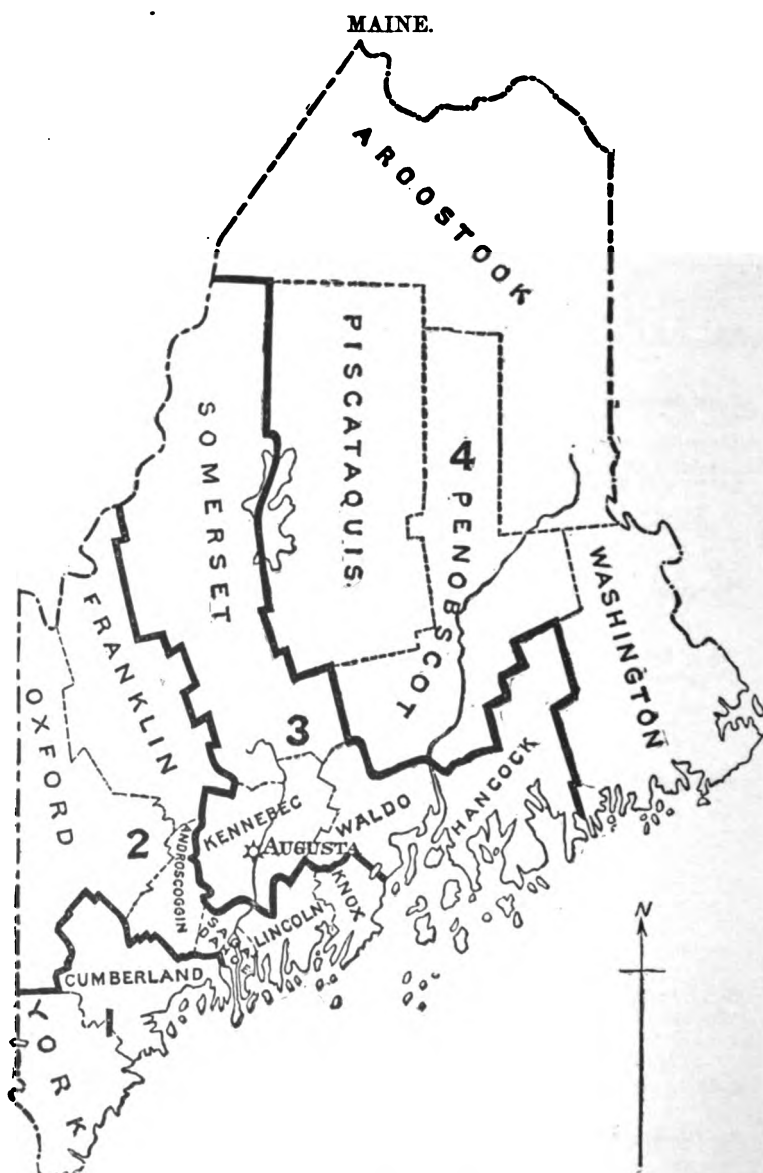 MAINE.
AROOSTOOK
PISCATAQUIS
SOMERSET
4
PENOBSCOT
WASHINGTON
FRANKLIN
OXFORD
3
HANCOCK
KENNEBEC
WALDO
2
ANDROSCOGGIN
AUGUSTA
KNOX
LINCOLN
CUMBERLAND
1
YORK
N